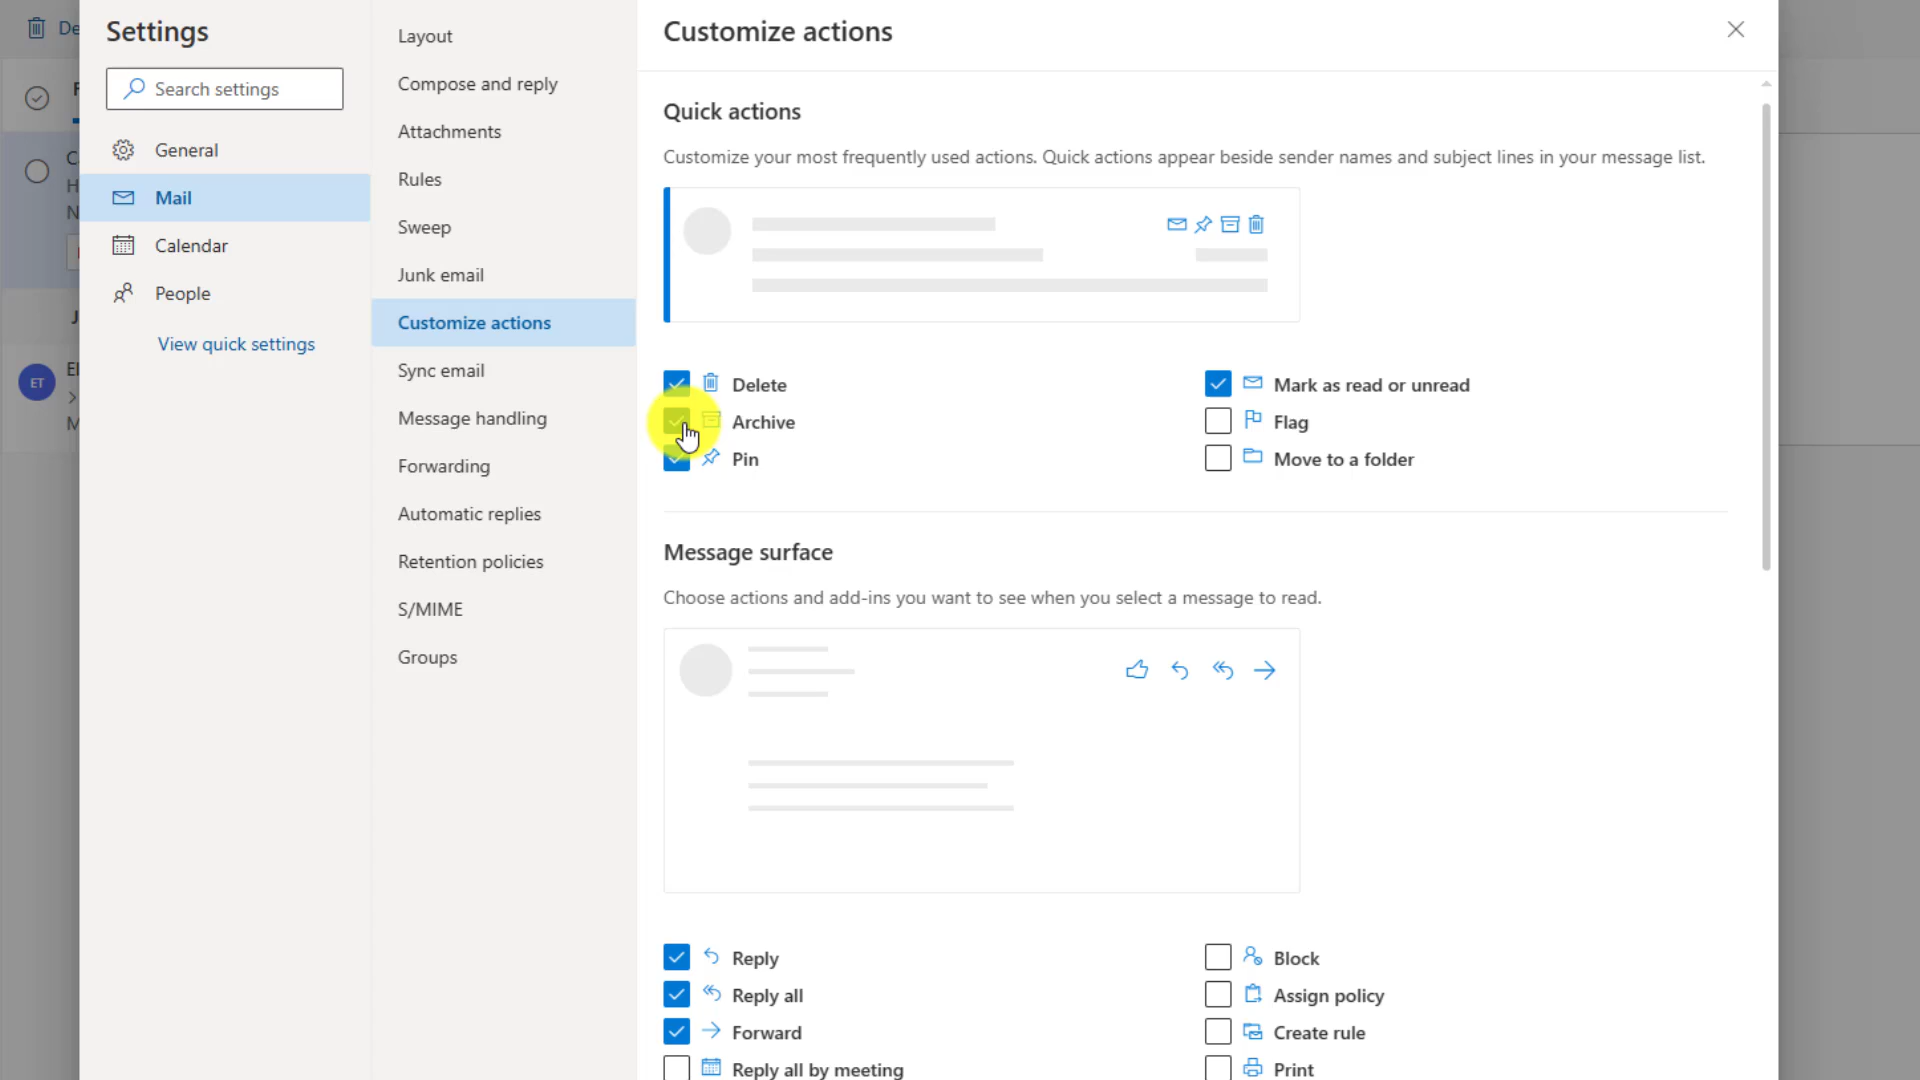 De
Settings
Search settings
General
Mail
Calendar
People
View quick settings
ET
Layout
Compose and reply
Attachments
Rules
Sweep
Junk email
Customize actions
Sync email
Message handling
Forwarding
Automatic replies
Retention policies
S/MIME
Groups
Customize actions
Quick actions
Customize your most frequently used actions. Quick actions appear beside sender names and subject lines in your message list.
Delete
Mark as read or unread
Archive
Flag
Pin
Move to a folder
Message surface
Choose actions and add-ins you want to see when you select a message to read.
Reply
Block
Reply all
Assign policy
Forward
Create rule
Reply all by meeting
Print